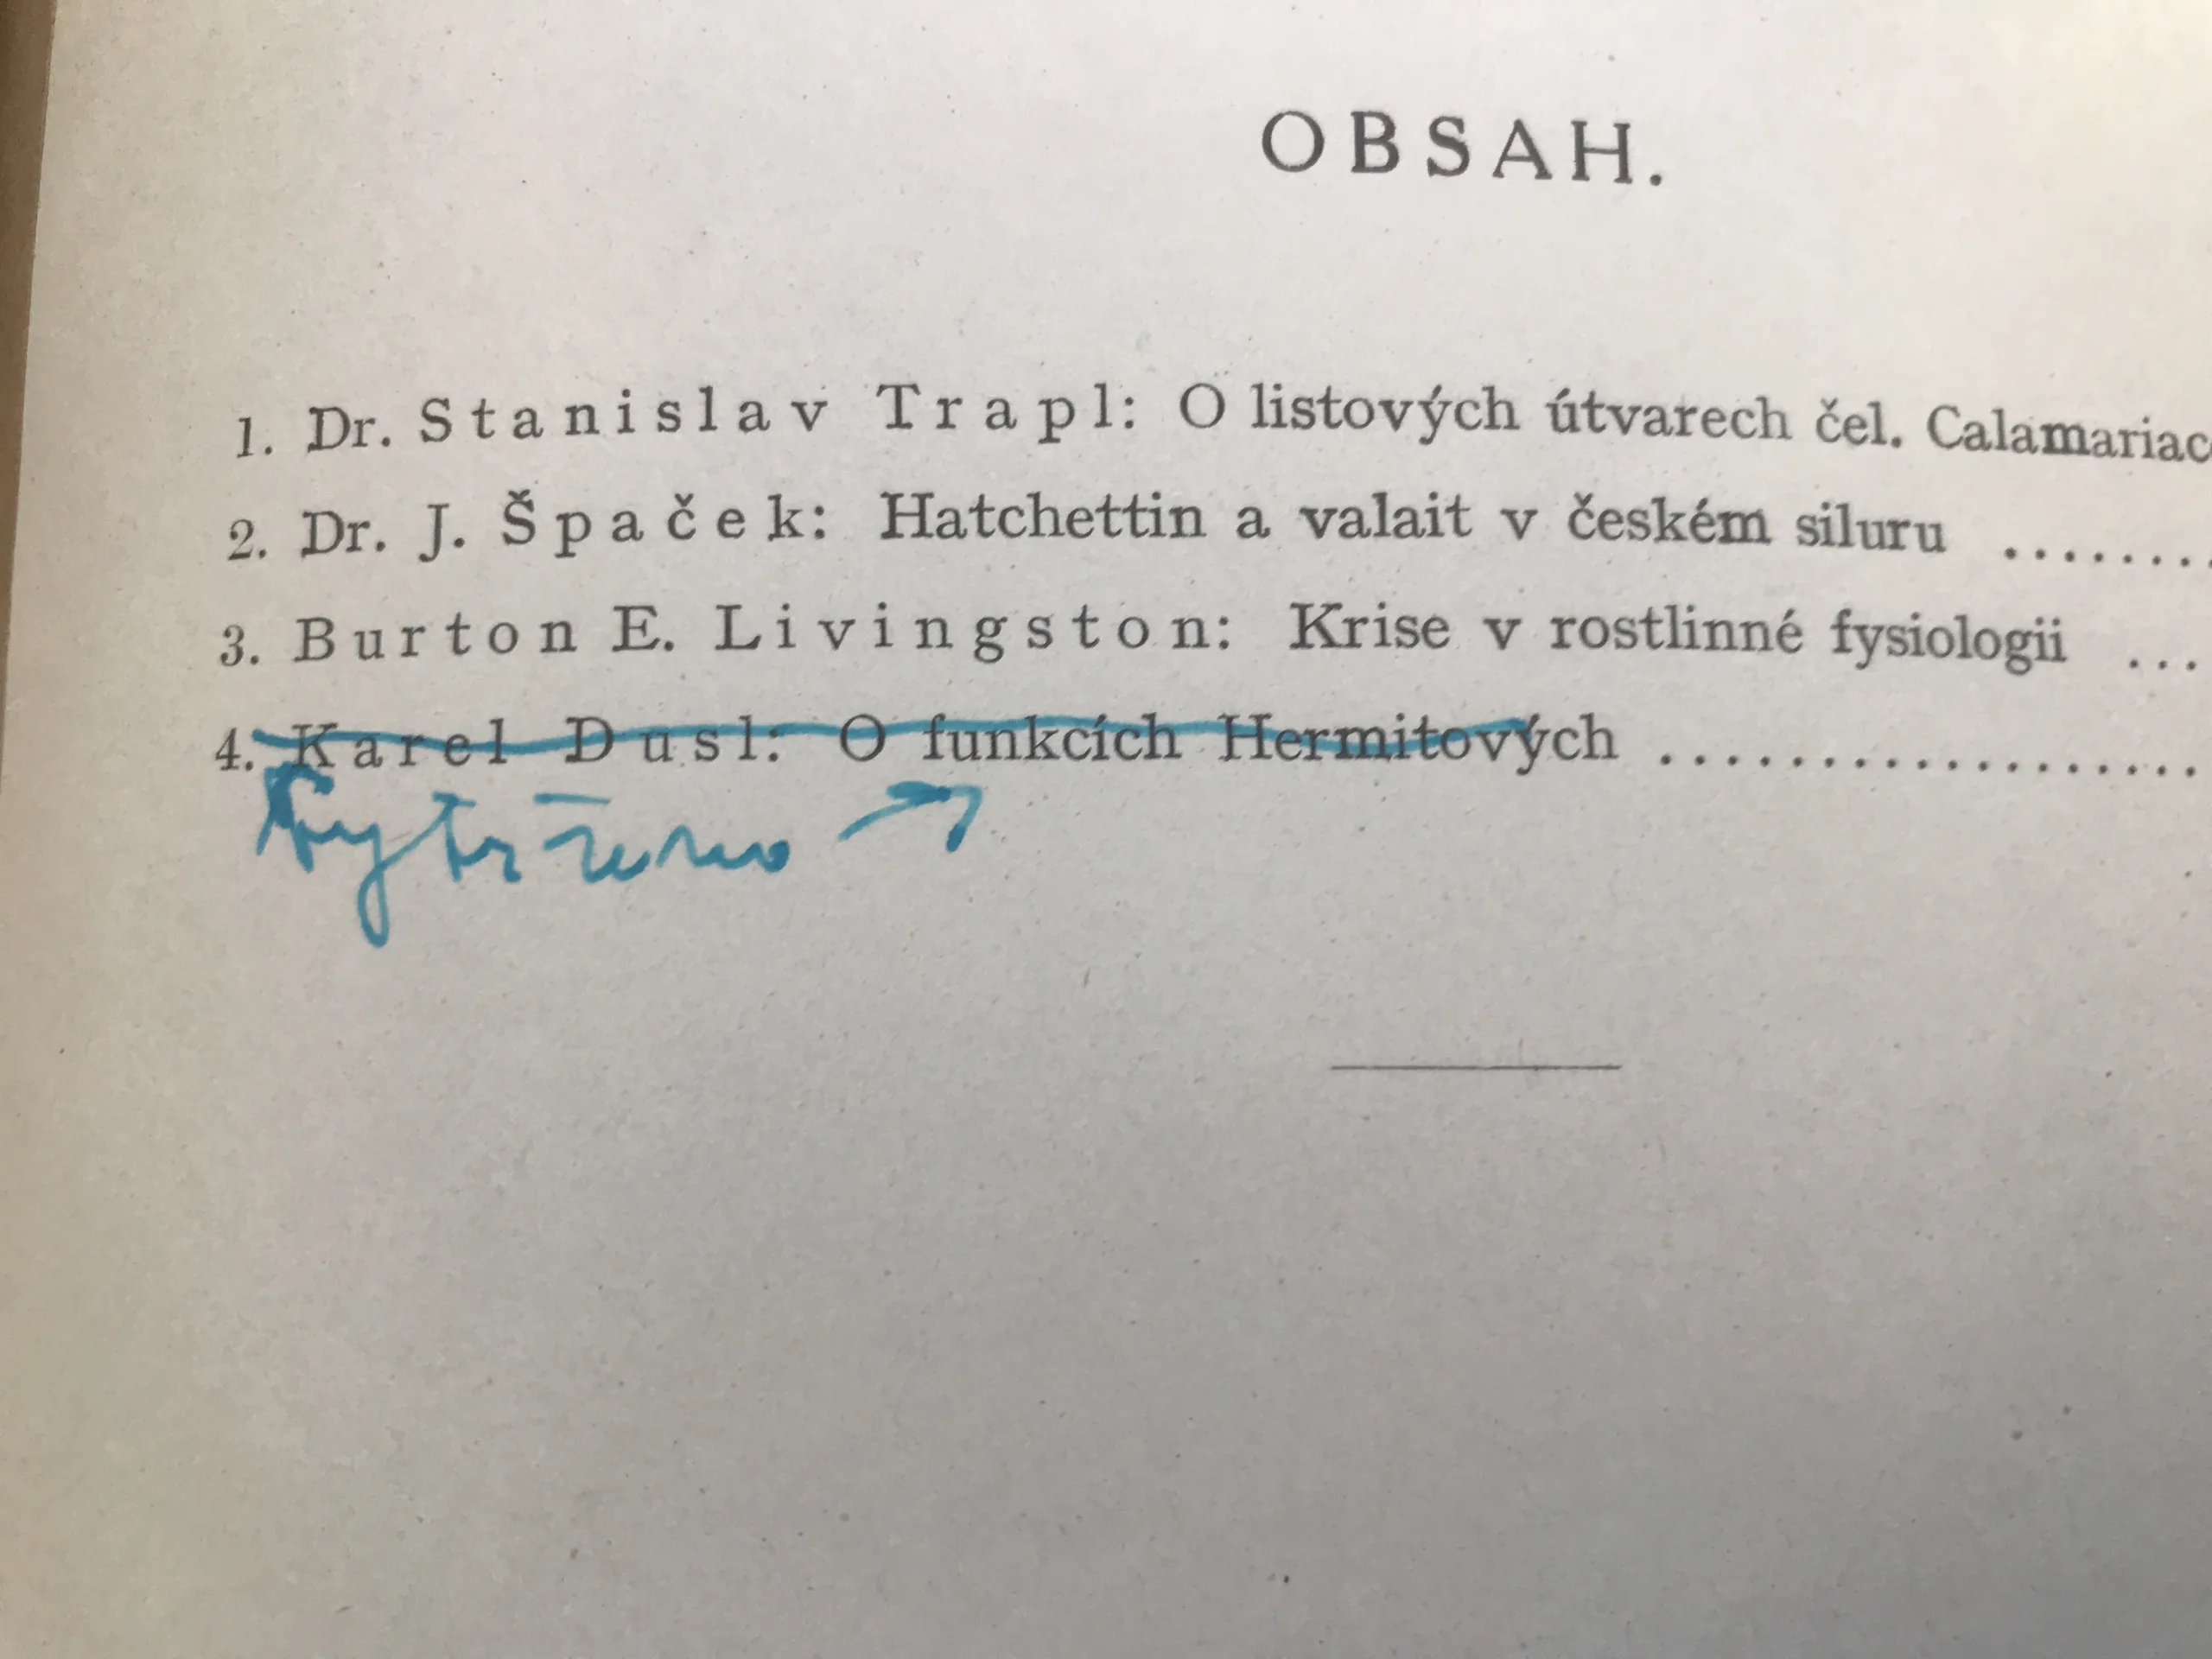 OBSAH.
1. Dr. Stanislav Trapl: O listových útvarech čel. Calamariac
2. Dr. J. Špaček: Hatchettin a valait v českém siluru .......
3. Burton E. Livingston: Krise v rostlinné fysiologii ...
4. Karel Dusl: O funkcích Hermitových ...................
Vytrženo →